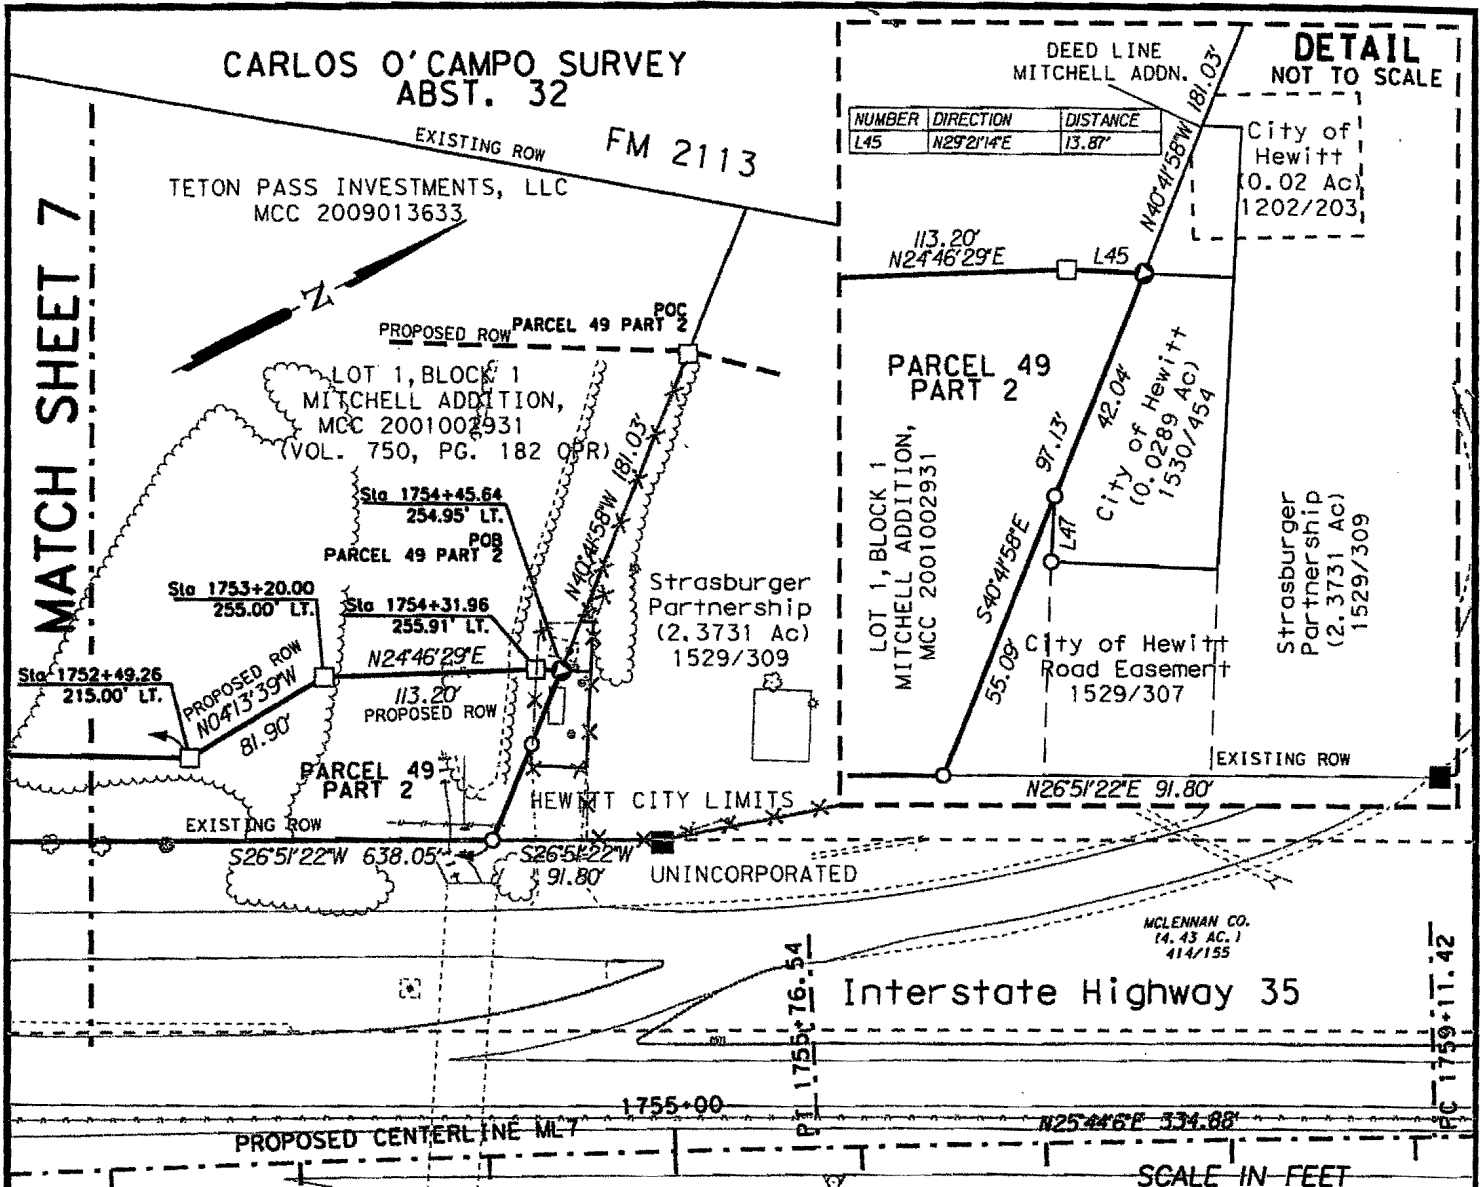 CARLOS O'CAMPO SURVEY
ABST. 32
EXISTING ROW
FM 2113
TETON PASS INVESTMENTS, LLC
MCC 2009013633
MATCH SHEET 7
N
POC
PROPOSED ROW
PARCEL 49 PART 2
LOT 1, BLOCK 1
MITCHELL ADDITION,
MCC 2001002931
(VOL. 750, PG. 182 OPR)
N40°41'58"W 181.03'
Sta 1754+45.64
254.95' LT.
POB
PARCEL 49 PART 2
Sta 1753+20.00
255.00' LT.
Sta 1754+31.96
255.91' LT.
Strasburger
Partnership
(2.3731 Ac)
1529/309
Sta 1752+49.26
215.00' LT.
PROPOSED ROW
N04°13'39"W
81.90'
N24°46'29"E
113.20'
PROPOSED ROW
PARCEL 49
PART 2
HEWITT CITY LIMITS
EXISTING ROW
S26°51'22"W 638.05'
S26°51'22"W
91.80'
UNINCORPORATED
DETAIL
NOT TO SCALE
DEED LINE
MITCHELL ADDN.
NUMBER DIRECTION DISTANCE
L45 N29°21'14"E 13.87'
N40°41'58"W 181.03'
City of
Hewitt
(0.02 Ac)
1202/203
113.20'
N24°46'29"E
L45
PARCEL 49
PART 2
42.04'
97.13'
City of Hewitt
(0.0289 Ac)
1530/454
L47
LOT 1, BLOCK 1
MITCHELL ADDITION,
MCC 2001002931
S40°41'58"E
55.09'
Strasburger
Partnership
(2.3731 Ac)
1529/309
City of Hewitt
Road Easement
1529/307
EXISTING ROW
N26°51'22"E 91.80'
MCLENNAN CO.
(4.43 AC.)
414/155
Interstate Highway 35
PT 1755+76.54
PC 1759+11.42
1755+00
N25°44'6"E 334.88'
PROPOSED CENTERLINE ML7
SCALE IN FEET